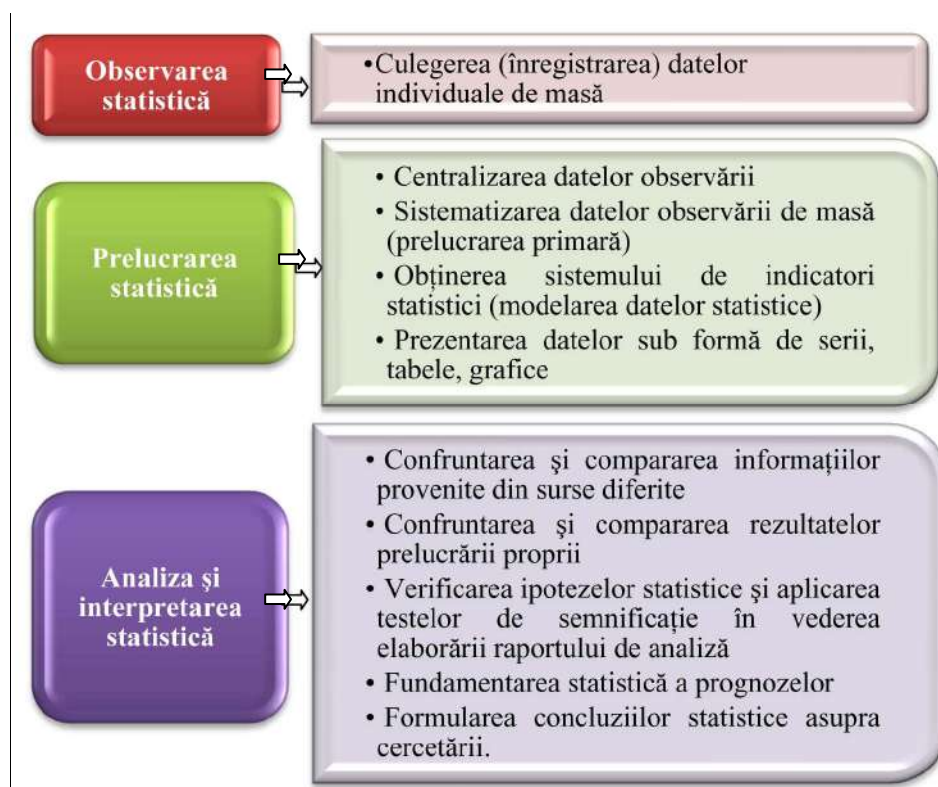 Observarea
statistică
•Culegerea (înregistrarea) datelor
individuale de masă
Prelucrarea
statistică
• Centralizarea datelor observării
• Sistematizarea datelor observării de masă
(prelucrarea primară)
• Obținerea sistemului de indicatori
statistici (modelarea datelor statistice)
• Prezentarea datelor sub formă de serii,
tabele, grafice
Analiza şi
interpretarea
statistică
• Confruntarea şi compararea informațiilor
provenite din surse diferite
• Confruntarea şi compararea rezultatelor
prelucrării proprii
• Verificarea ipotezelor statistice şi aplicarea
testelor de semnificație în vederea
elaborării raportului de analiză
• Fundamentarea statistică a prognozelor
• Formularea concluziilor statistice asupra
cercetării.